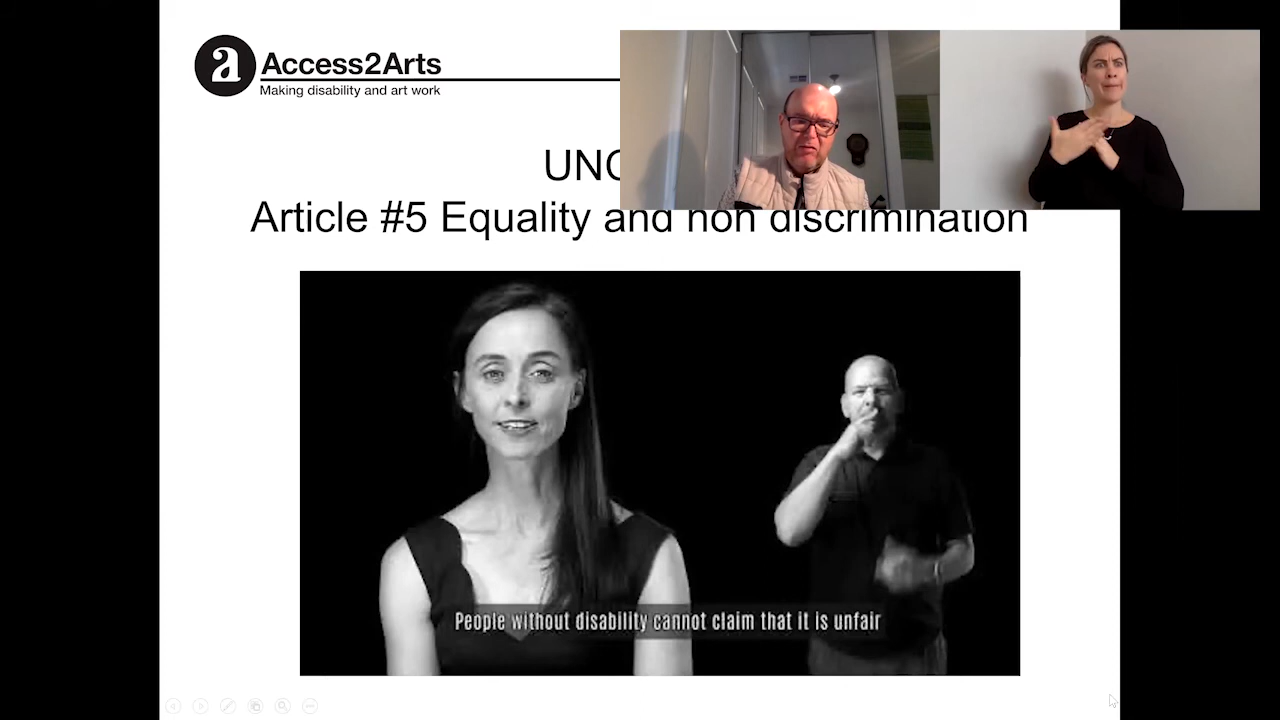 a
Access2Arts
Making disability and art work
UNC
Article #5 Equality and non discrimination
People without disability cannot claim that it is unfair